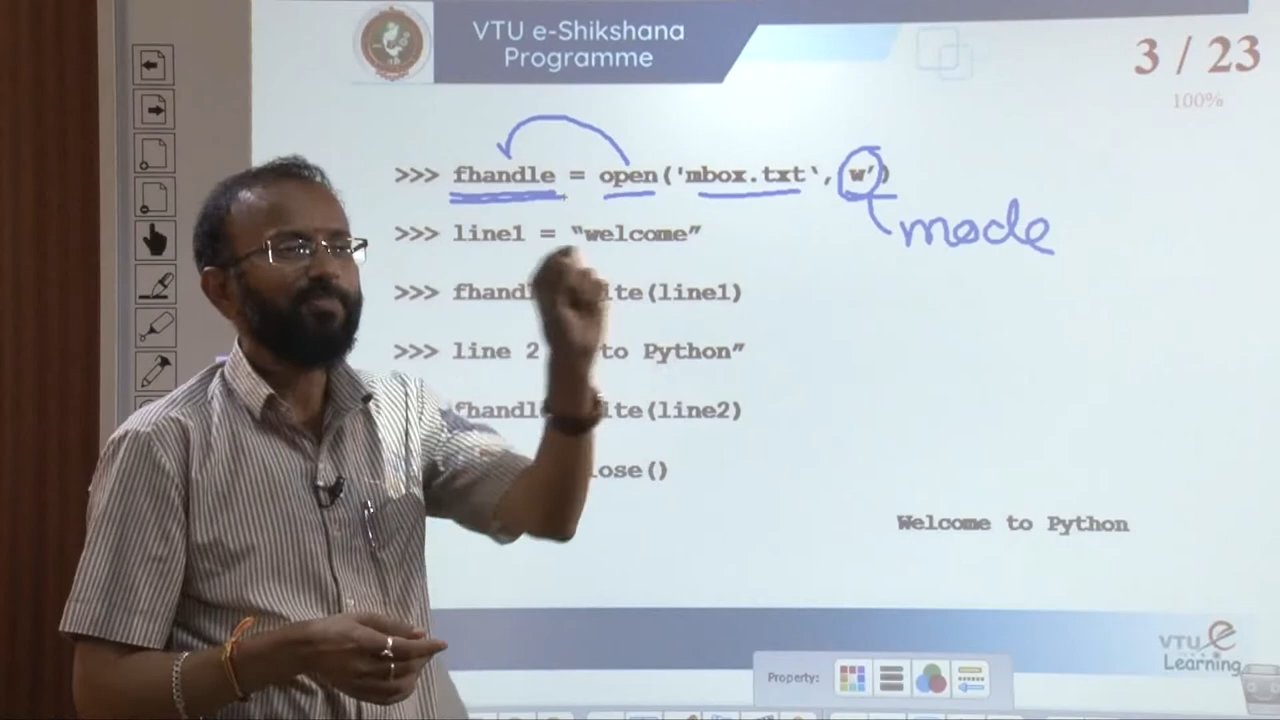 VTU e-Shikshana
Programme
3 / 23
100%
>>> fhandle = open('mbox.txt‘, w’)
mode
>>> line1 = “welcome”
>>> fhandl ite(line1)
>>> line 2 to Python”
fhandl ite(line2)
lose()
Welcome to Python
VTU e
Learning
Property: